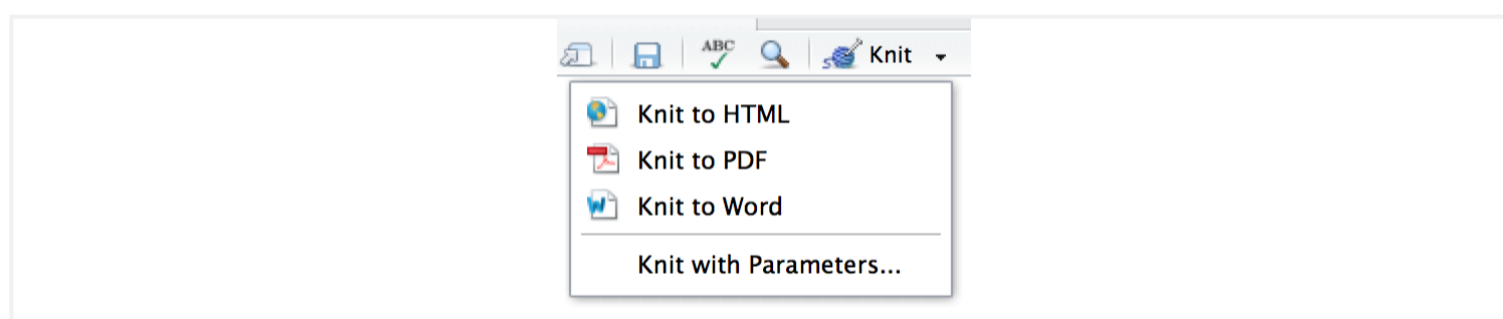 ABC Knit
Knit to HTML
Knit to PDF
Knit to Word
Knit with Parameters...